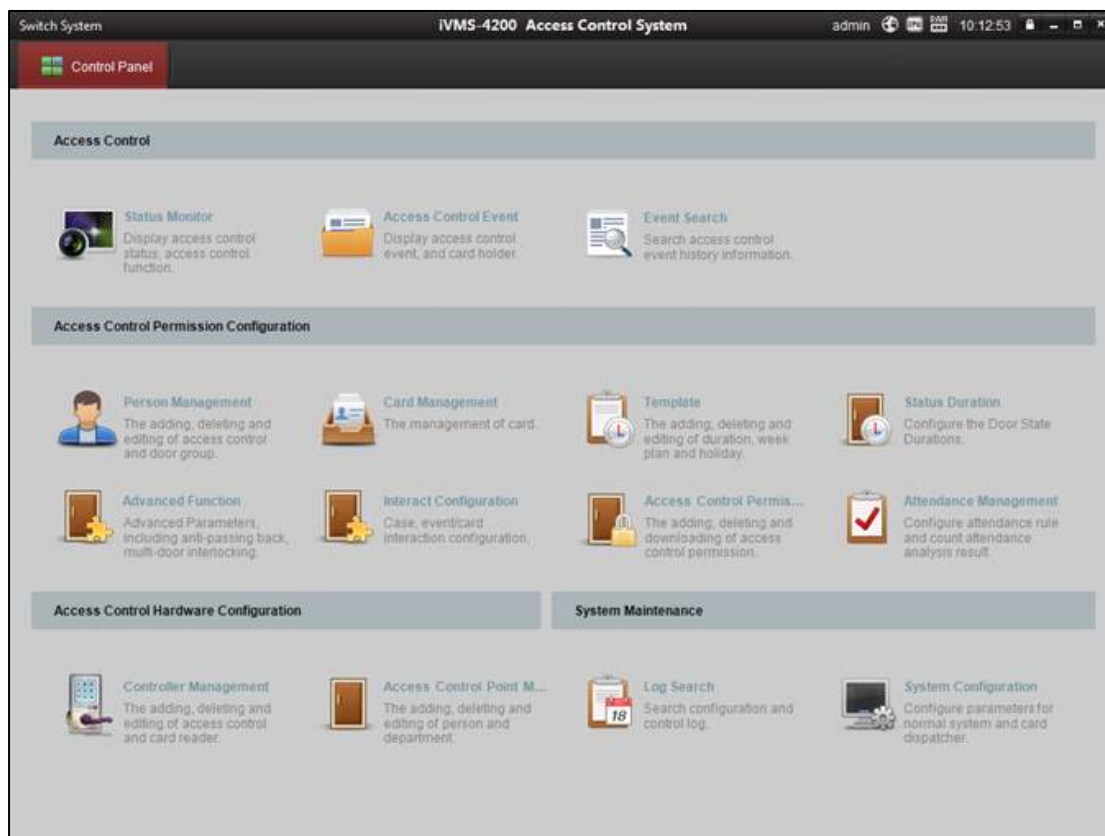 Switch System
iVMS-4200 Access Control System
admin
CPU
RAM
10:12:53
Control Panel
Access Control
Status Monitor
Display access control
status, access control
function.
Access Control Event
Display access control
event, and card holder.
Event Search
Search access control
event history information.
Access Control Permission Configuration
Person Management
The adding, deleting and
editing of access control
and door group.
Card Management
The management of card.
Template
The adding, deleting and
editing of duration, week
plan and holiday.
Status Duration
Configure the Door State
Durations.
Advanced Function
Advanced Parameters,
including anti-passing back,
multi-door interlocking.
Interact Configuration
Case, event/card
interaction configuration.
Access Control Permis...
The adding, deleting and
downloading of access
control permission.
Attendance Management
Configure attendance rule
and count attendance
analysis result
Access Control Hardware Configuration
System Maintenance
Controller Management
The adding, deleting and
editing of access control
and card reader.
Access Control Point M...
The adding, deleting and
editing of person and
department.
18
Log Search
Search configuration and
control log.
System Configuration
Configure parameters for
normal system and card
dispatcher.